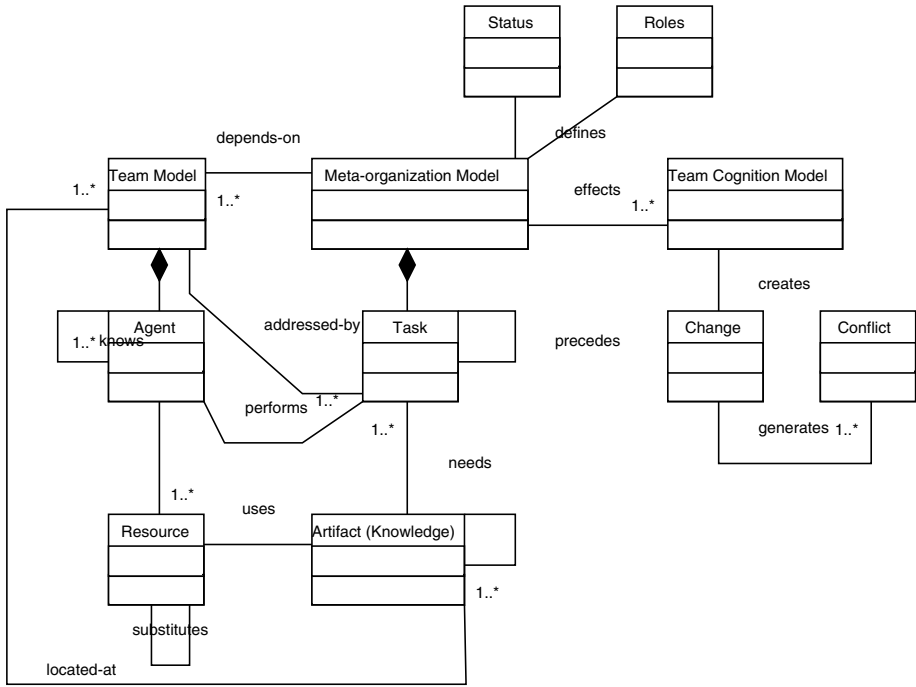 Status
Roles
depends-on
defines
Team Model
Meta-organization Model
effects
Team Cognition Model
1..*
1..*
1..*
creates
Agent
addressed-by
Task
precedes
Change
Conflict
1..*
knows
performs
1..*
1..*
generates
1..*
needs
1..*
uses
Resource
Artifact (Knowledge)
1..*
substitutes
located-at